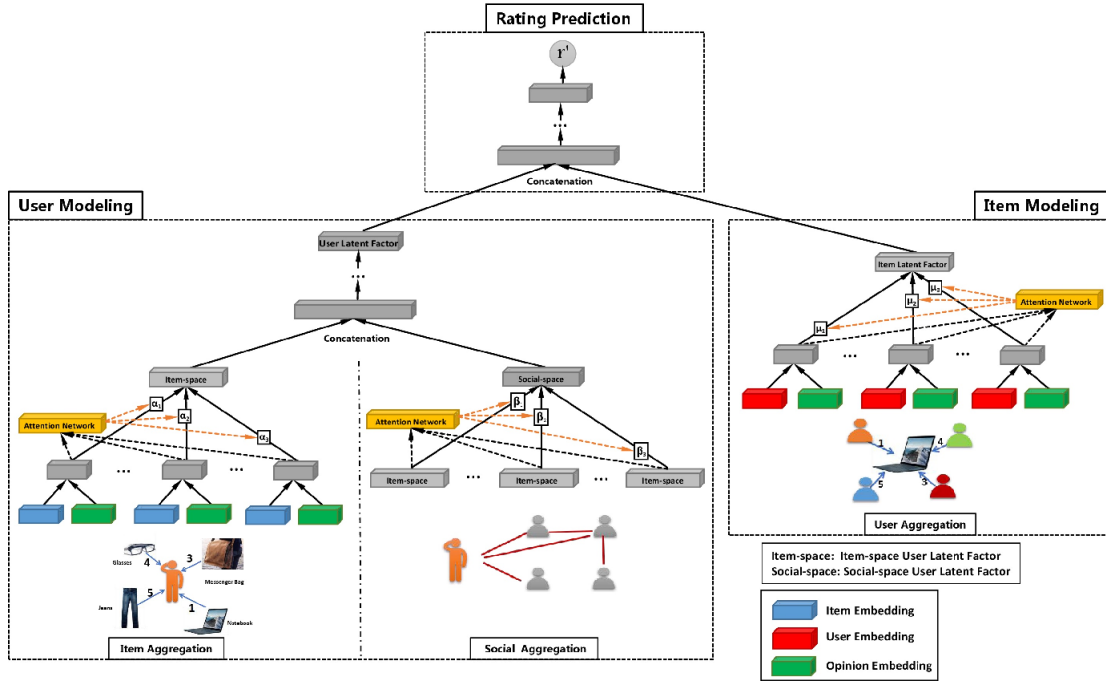 Rating Prediction
r'
...
Concatenation
User Modeling
User Latent Factor
...
Concatenation
Item-space
Attention Network
α₁
α₂
α₃
...
...
Glasses
4
3
Messenger Bag
Jeans
5
1
Notebook
Item Aggregation
Social-space
Attention Network
β₂
β₃
Item-space
...
Item-space
...
Item-space
Social Aggregation
Item Modeling
Item Latent Factor
μ₂
μ₂
μ₁
Attention Network
...
...
1
4
5
3
User Aggregation
Item-space: Item-space User Latent Factor
Social-space: Social-space User Latent Factor
Item Embedding
User Embedding
Opinion Embedding